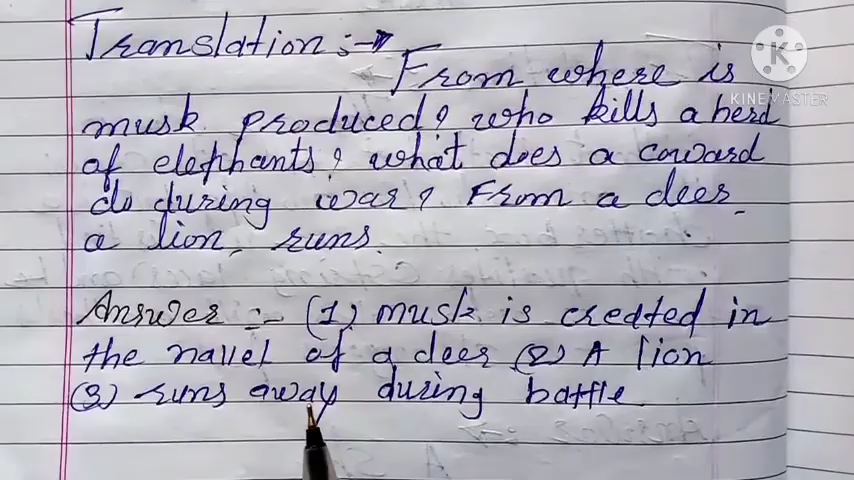 Translation :-
From where is
musk produced? who kills a herd
of elephants? what does a coward
do during war? From a deer
a lion, runs.
Answer :- (1) musk is created in
the navel of a deer (2) A lion
(3) runs away during battle
KINEMASTER